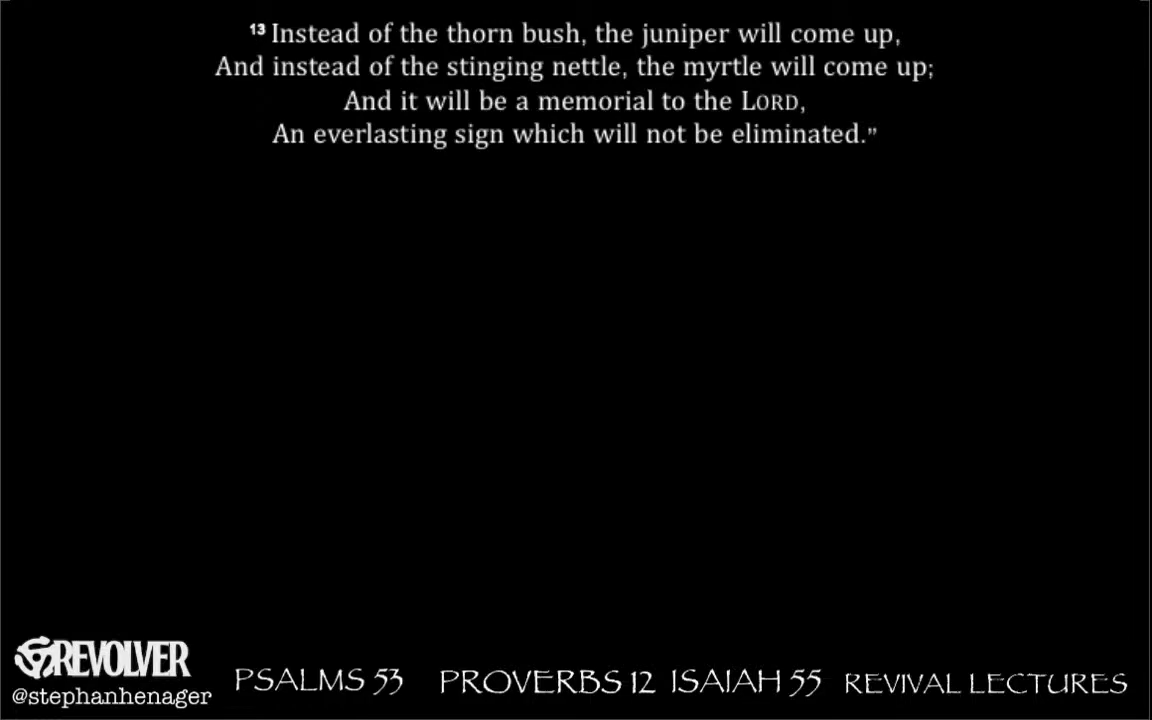 13 Instead of the thorn bush, the juniper will come up,
And instead of the stinging nettle, the myrtle will come up;
And it will be a memorial to the LORD,
An everlasting sign which will not be eliminated.”
REVOLVER
@stephanhenager
PSALMS 53 PROVERBS 12 ISAIAH 55 REVIVAL LECTURES